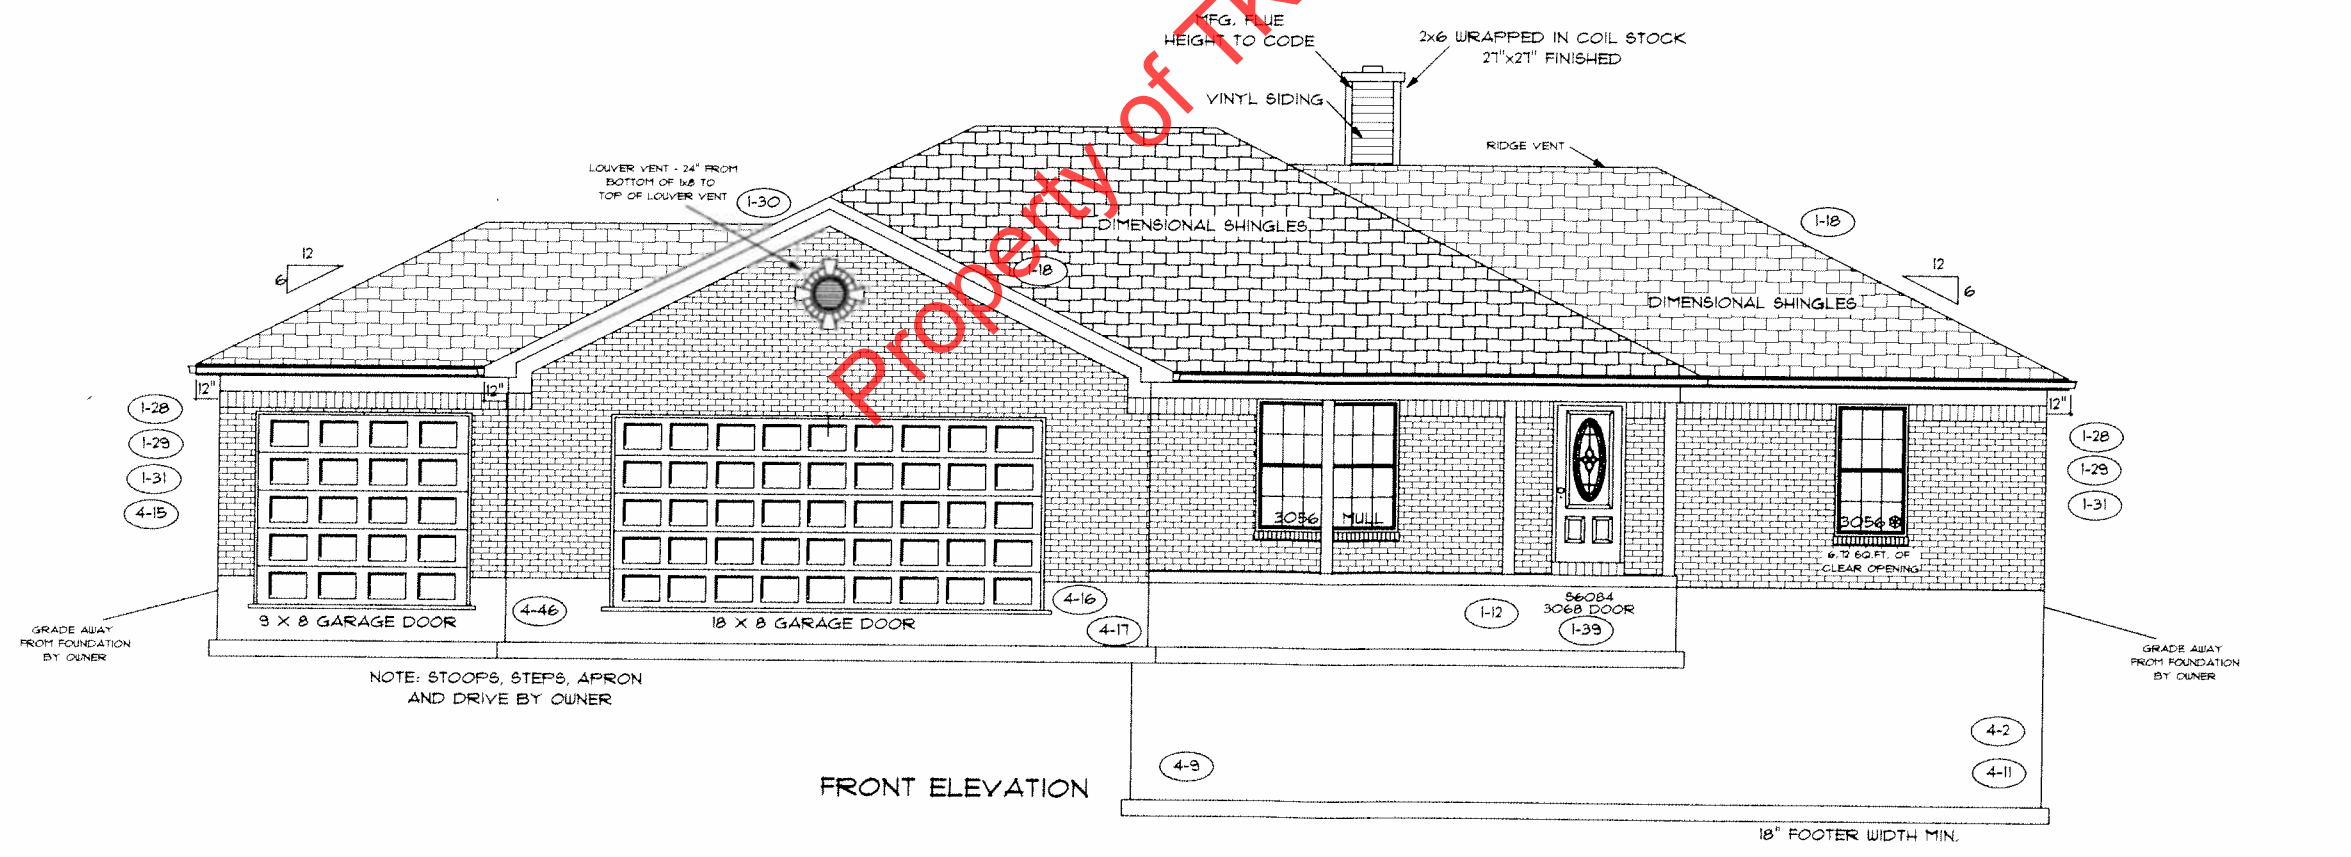 MFG. FLUE
HEIGHT TO CODE
2x6 WRAPPED IN COIL STOCK
27"x27" FINISHED
VINYL SIDING
RIDGE VENT
LOUVER VENT - 24" FROM
BOTTOM OF 1x8 TO
TOP OF LOUVER VENT
1-30
1-18
DIMENSIONAL SHINGLES
1-18
12
6
12
6
DIMENSIONAL SHINGLES
Property of TK
12"
12"
12"
1-28
1-29
1-31
4-15
1-28
1-29
1-31
3056 MULL
3056
6.72 SQ.FT. OF
CLEAR OPENING
9 X 8 GARAGE DOOR
4-46
18 X 8 GARAGE DOOR
4-16
4-17
1-12
S6084
3068 DOOR
1-39
GRADE AWAY
FROM FOUNDATION
BY OWNER
GRADE AWAY
FROM FOUNDATION
BY OWNER
NOTE: STOOPS, STEPS, APRON
AND DRIVE BY OWNER
4-2
4-9
4-11
FRONT ELEVATION
18" FOOTER WIDTH MIN.